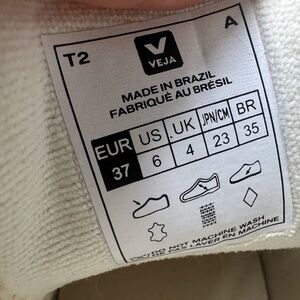 T2
A
V
VEJA
MADE IN BRAZIL
FABRIQUÉ AU BRÉSIL
EUR US UK JPN/CM BR
37 6 4 23 35
DO NOT MACHINE WASH
NE PAS LAVER EN MACHINE